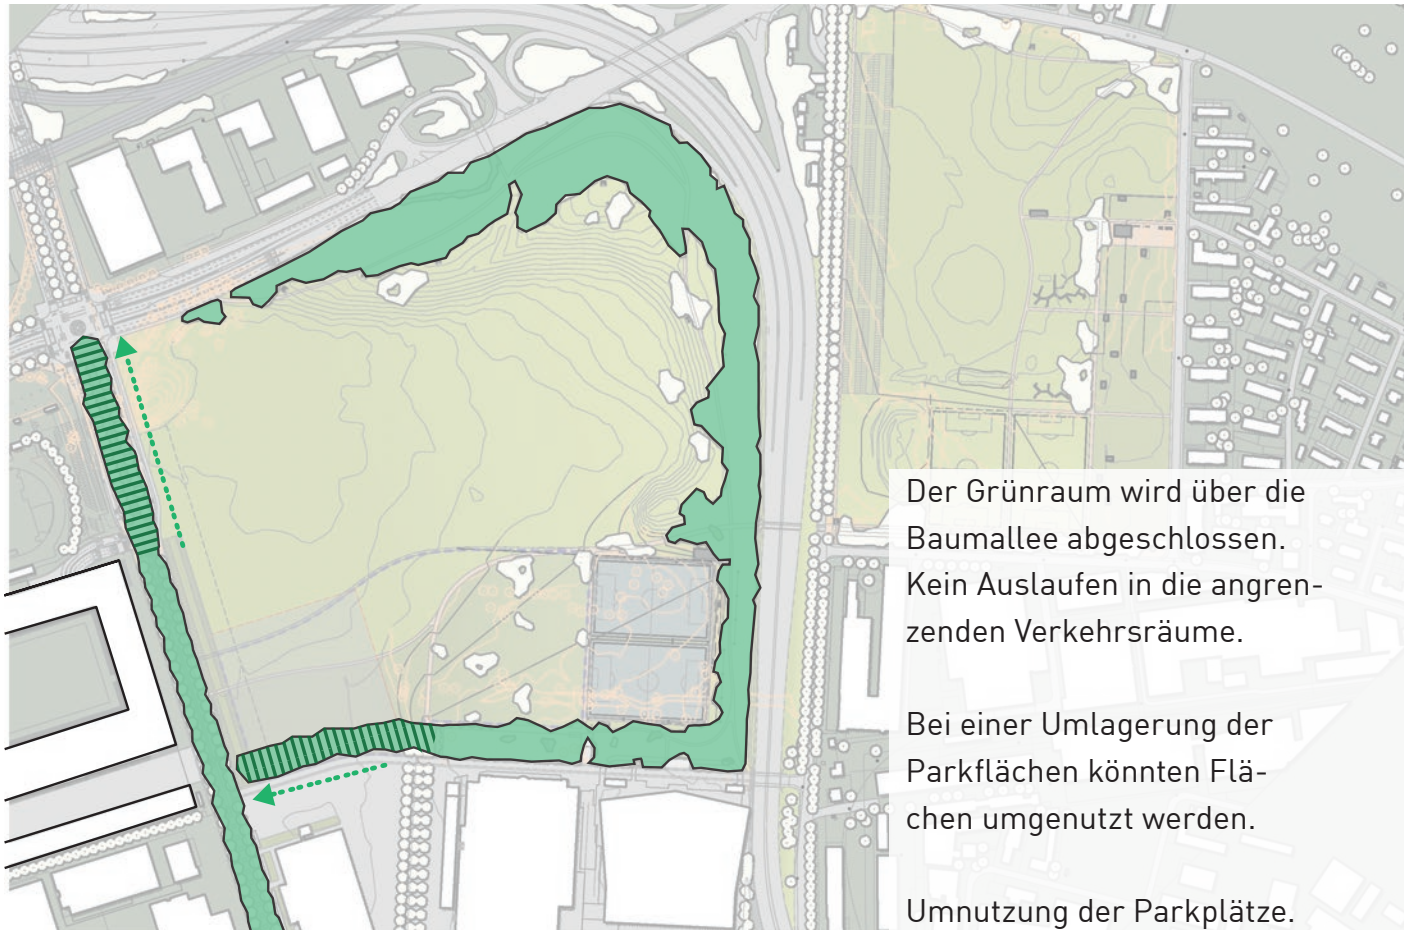 Der Grünraum wird über die
Baumallee abgeschlossen.
Kein Auslaufen in die angren-
zenden Verkehrsräume.
Bei einer Umlagerung der
Parkflächen könnten Flä-
chen umgenutzt werden.
Umnutzung der Parkplätze.